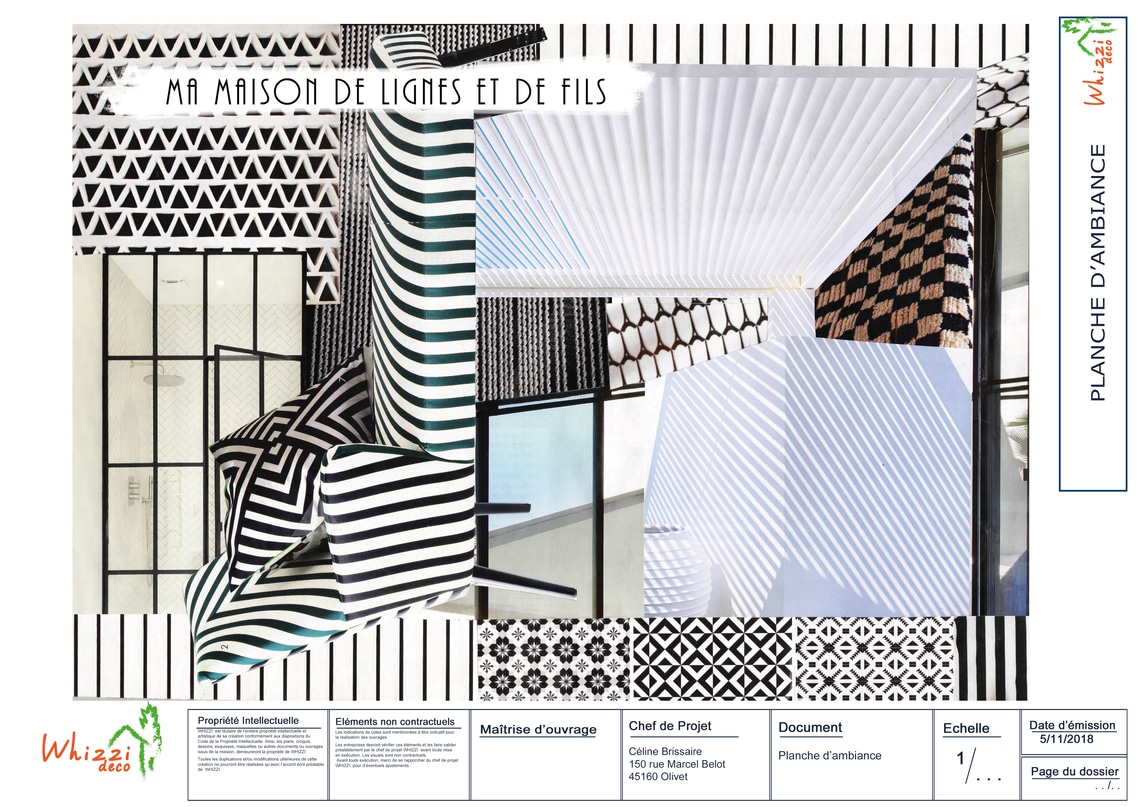 MA MAISON DE LIGNES ET DE FILS
Whizzi
deco
PLANCHE D'AMBIANCE
2
Whizzi
deco
Propriété Intellectuelle
WHIZZI, est titulaire de l'entière propriété intellectuelle et
artistique de sa création conformément aux dispositions du
Code de la Propriété Intellectuelle. Ainsi, les plans, croquis,
dessins, esquisses, maquettes ou autres documents ou ouvrages
issus de la mission, demeureront la propriété de WHIZZI
Toutes les duplications et/ou modifications ultérieures de cette
création ne pourront être réalisées qu'avec l'accord écrit préalable
de WHIZZI.
Eléments non contractuels
Les indications de cotes sont mentionnées à titre indicatif pour
la réalisation des ouvrages.
Les entreprises devront vérifier ces éléments et les faire valider
préalablement par le chef de projet WHIZZI, avant toute mise
en exécution. Les visuels sont non contractuels.
Avant toute exécution, merci de se rapporcher du chef de projet
WHIZZI, pour d'éventuels ajustements.
Maîtrise d'ouvrage
Chef de Projet
Céline Brissaire
150 rue Marcel Belot
45160 Olivet
Document
Planche d'ambiance
Echelle
1/...
Date d'émission
5/11/2018
Page du dossier
../..